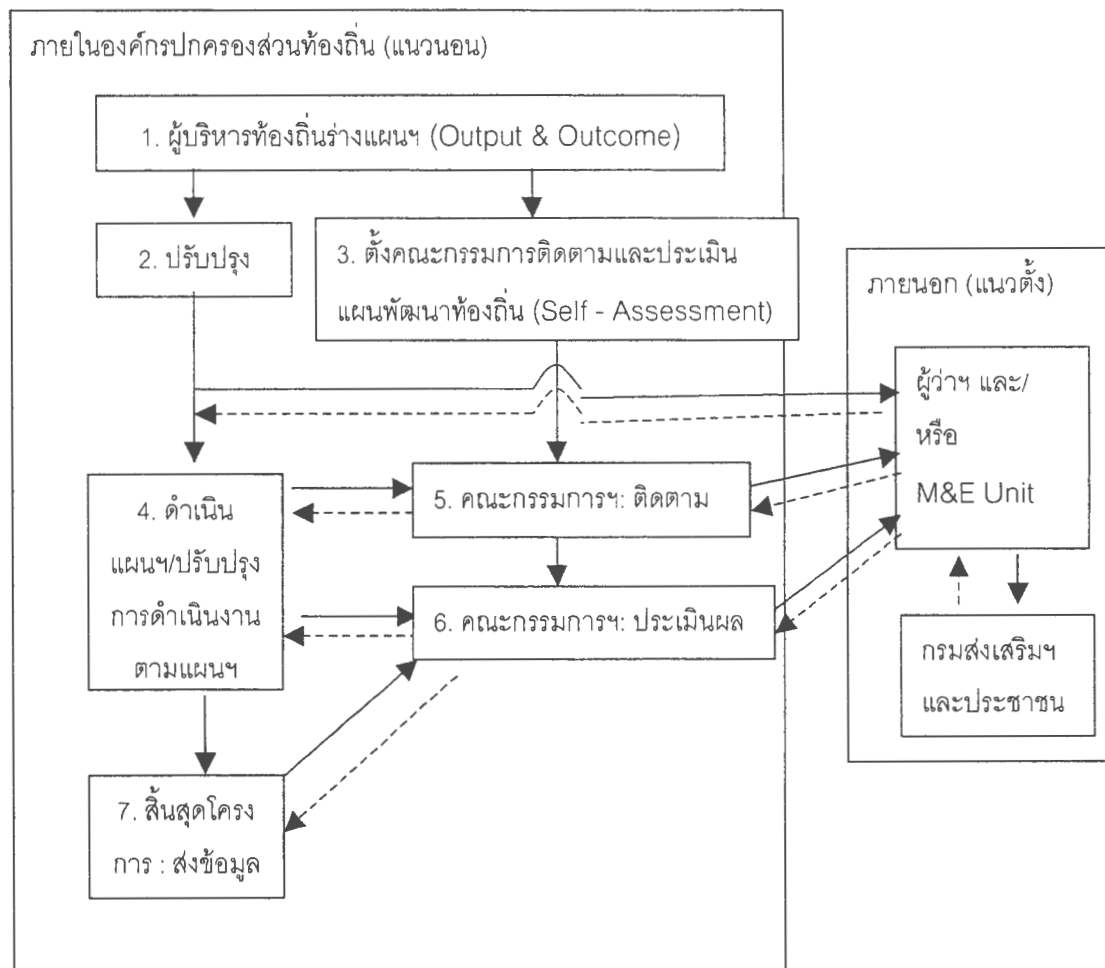 ภายในองค์กรปกครองส่วนท้องถิ่น (แนวนอน)
1. ผู้บริหารท้องถิ่นร่างแผนฯ (Output & Outcome)
2. ปรับปรุง
3. ตั้งคณะกรรมการติดตามและประเมิน
แผนพัฒนาท้องถิ่น (Self - Assessment)
ภายนอก (แนวตั้ง)
ผู้ว่าฯ และ/
หรือ
M&E Unit
4. ดำเนิน
แผนฯ/ปรับปรุง
การดำเนินงาน
ตามแผนฯ
5. คณะกรรมการฯ: ติดตาม
6. คณะกรรมการฯ: ประเมินผล
กรมส่งเสริมฯ
และประชาชน
7. สิ้นสุดโครง
การ : ส่งข้อมูล